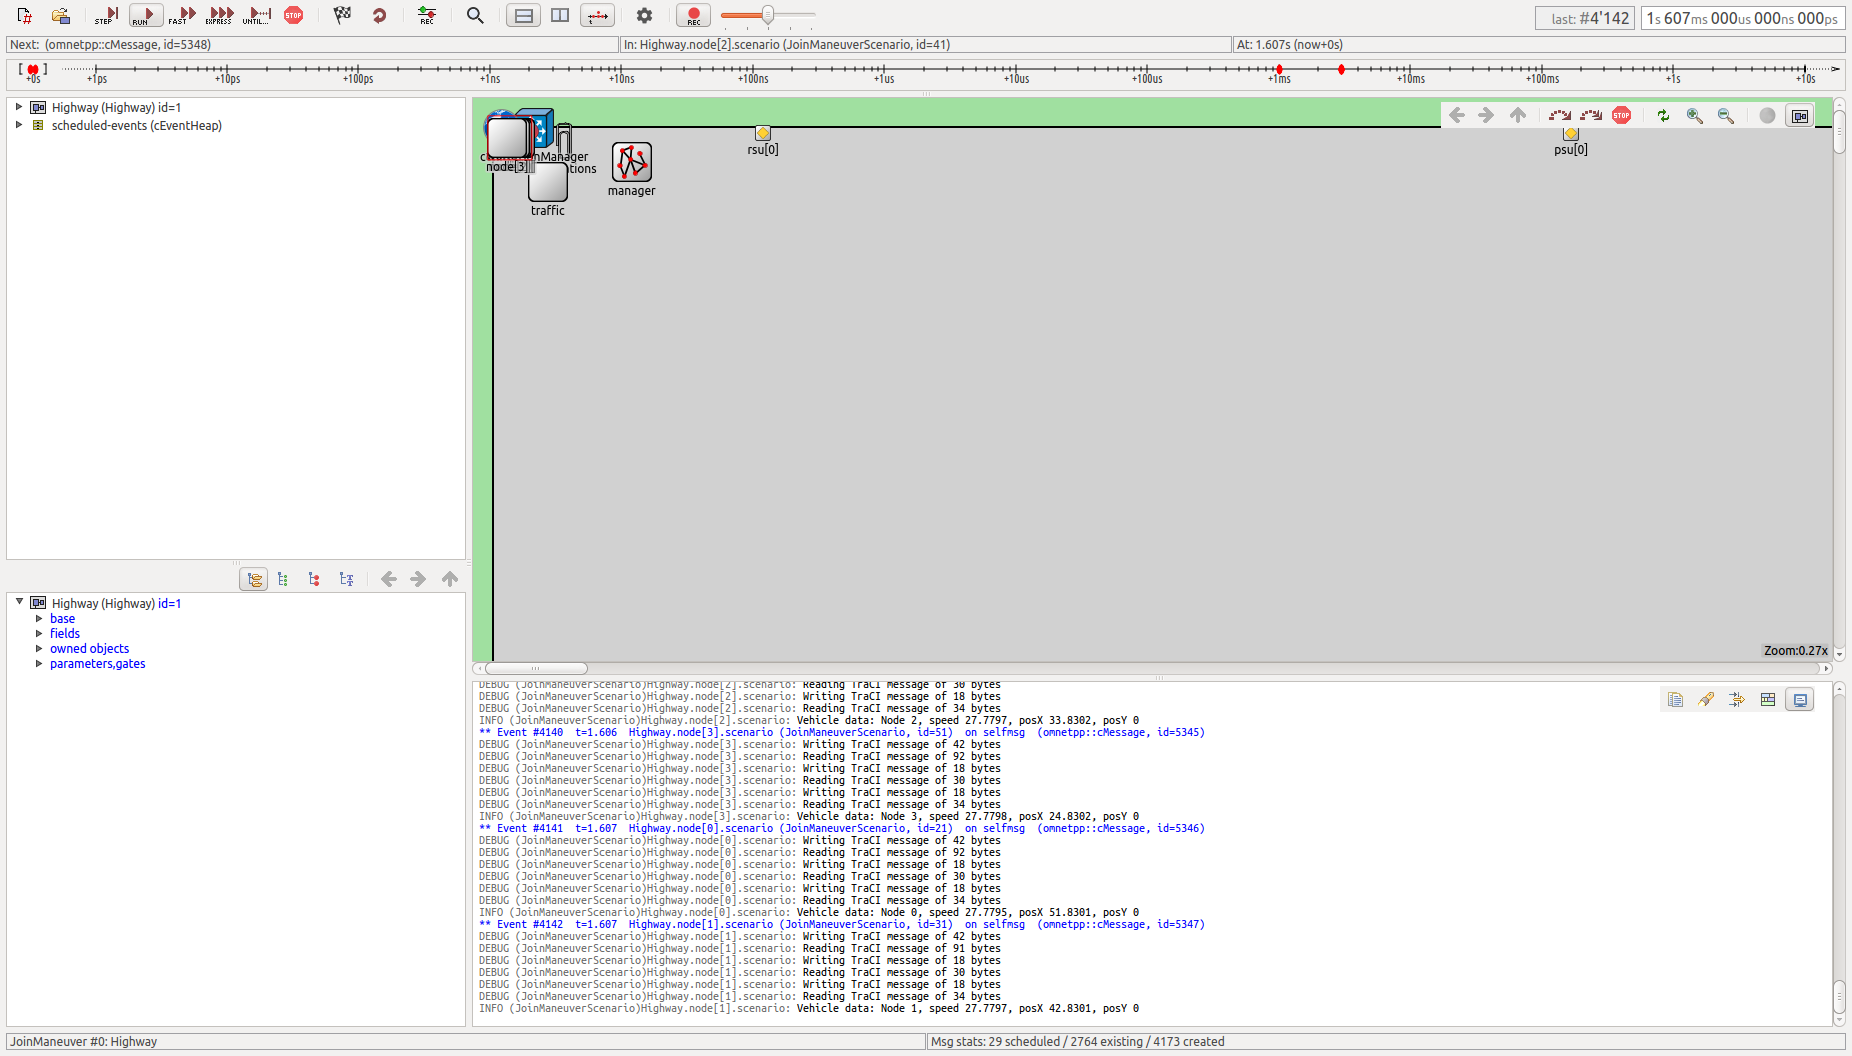 STEP RUN FAST EXPRESS UNTIL... STOP REC REC
last: #4'142 1s 607ms 000us 000ns 000ps
Next: (omnetpp::cMessage, id=5348) In: Highway.node[2].scenario (JoinManeuverScenario, id=41) At: 1.607s (now+0s)
+0s +1ps +10ps +100ps +1ns +10ns +100ns +1us +10us +100us +1ms +10ms +100ms +1s +10s
Highway (Highway) id=1
scheduled-events (cEventHeap)
STOP
rsu[0]
psu[0]
node[3]
manager
traffic
Zoom:0.27x
Highway (Highway) id=1
base
fields
owned objects
parameters,gates
DEBUG (JoinManeuverScenario)Highway.node[2].scenario: Reading TraCI message of 30 bytes
DEBUG (JoinManeuverScenario)Highway.node[2].scenario: Writing TraCI message of 18 bytes
DEBUG (JoinManeuverScenario)Highway.node[2].scenario: Reading TraCI message of 34 bytes
INFO (JoinManeuverScenario)Highway.node[2].scenario: Vehicle data: Node 2, speed 27.7797, posX 33.8302, posY 0
** Event #4140 t=1.606 Highway.node[3].scenario (JoinManeuverScenario, id=51) on selfmsg (omnetpp::cMessage, id=5345)
DEBUG (JoinManeuverScenario)Highway.node[3].scenario: Writing TraCI message of 42 bytes
DEBUG (JoinManeuverScenario)Highway.node[3].scenario: Reading TraCI message of 92 bytes
DEBUG (JoinManeuverScenario)Highway.node[3].scenario: Writing TraCI message of 18 bytes
DEBUG (JoinManeuverScenario)Highway.node[3].scenario: Reading TraCI message of 30 bytes
DEBUG (JoinManeuverScenario)Highway.node[3].scenario: Writing TraCI message of 18 bytes
DEBUG (JoinManeuverScenario)Highway.node[3].scenario: Reading TraCI message of 34 bytes
INFO (JoinManeuverScenario)Highway.node[3].scenario: Vehicle data: Node 3, speed 27.7798, posX 24.8302, posY 0
** Event #4141 t=1.607 Highway.node[0].scenario (JoinManeuverScenario, id=21) on selfmsg (omnetpp::cMessage, id=5346)
DEBUG (JoinManeuverScenario)Highway.node[0].scenario: Writing TraCI message of 42 bytes
DEBUG (JoinManeuverScenario)Highway.node[0].scenario: Reading TraCI message of 92 bytes
DEBUG (JoinManeuverScenario)Highway.node[0].scenario: Writing TraCI message of 18 bytes
DEBUG (JoinManeuverScenario)Highway.node[0].scenario: Reading TraCI message of 30 bytes
DEBUG (JoinManeuverScenario)Highway.node[0].scenario: Writing TraCI message of 18 bytes
DEBUG (JoinManeuverScenario)Highway.node[0].scenario: Reading TraCI message of 34 bytes
INFO (JoinManeuverScenario)Highway.node[0].scenario: Vehicle data: Node 0, speed 27.7795, posX 51.8301, posY 0
** Event #4142 t=1.607 Highway.node[1].scenario (JoinManeuverScenario, id=31) on selfmsg (omnetpp::cMessage, id=5347)
DEBUG (JoinManeuverScenario)Highway.node[1].scenario: Writing TraCI message of 42 bytes
DEBUG (JoinManeuverScenario)Highway.node[1].scenario: Reading TraCI message of 91 bytes
DEBUG (JoinManeuverScenario)Highway.node[1].scenario: Writing TraCI message of 18 bytes
DEBUG (JoinManeuverScenario)Highway.node[1].scenario: Reading TraCI message of 30 bytes
DEBUG (JoinManeuverScenario)Highway.node[1].scenario: Writing TraCI message of 18 bytes
DEBUG (JoinManeuverScenario)Highway.node[1].scenario: Reading TraCI message of 34 bytes
INFO (JoinManeuverScenario)Highway.node[1].scenario: Vehicle data: Node 1, speed 27.7797, posX 42.8301, posY 0
JoinManeuver #0: Highway Msg stats: 29 scheduled / 2764 existing / 4173 created